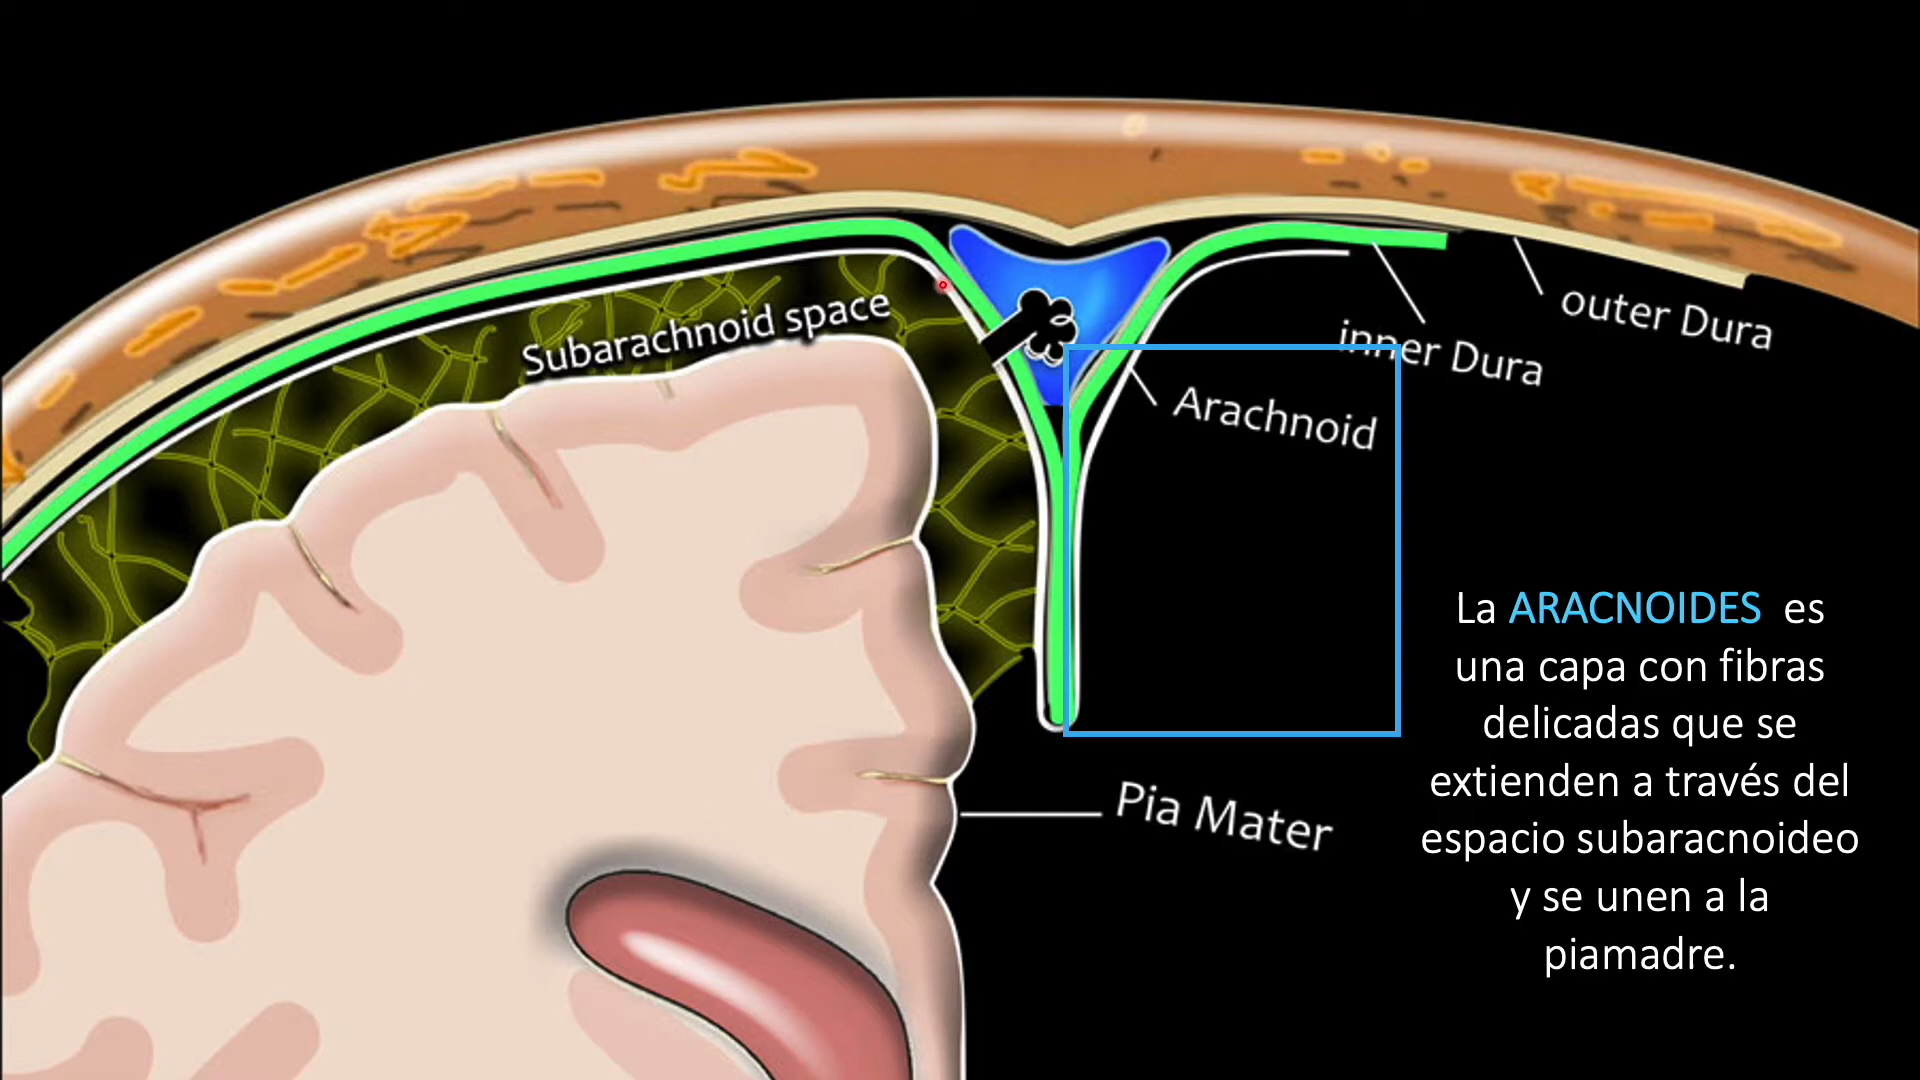 Subarachnoid space
outer Dura
inner Dura
Arachnoid
Pia Mater
La ARACNOIDES es
una capa con fibras
delicadas que se
extienden a través del
espacio subaracnoideo
y se unen a la
piamadre.